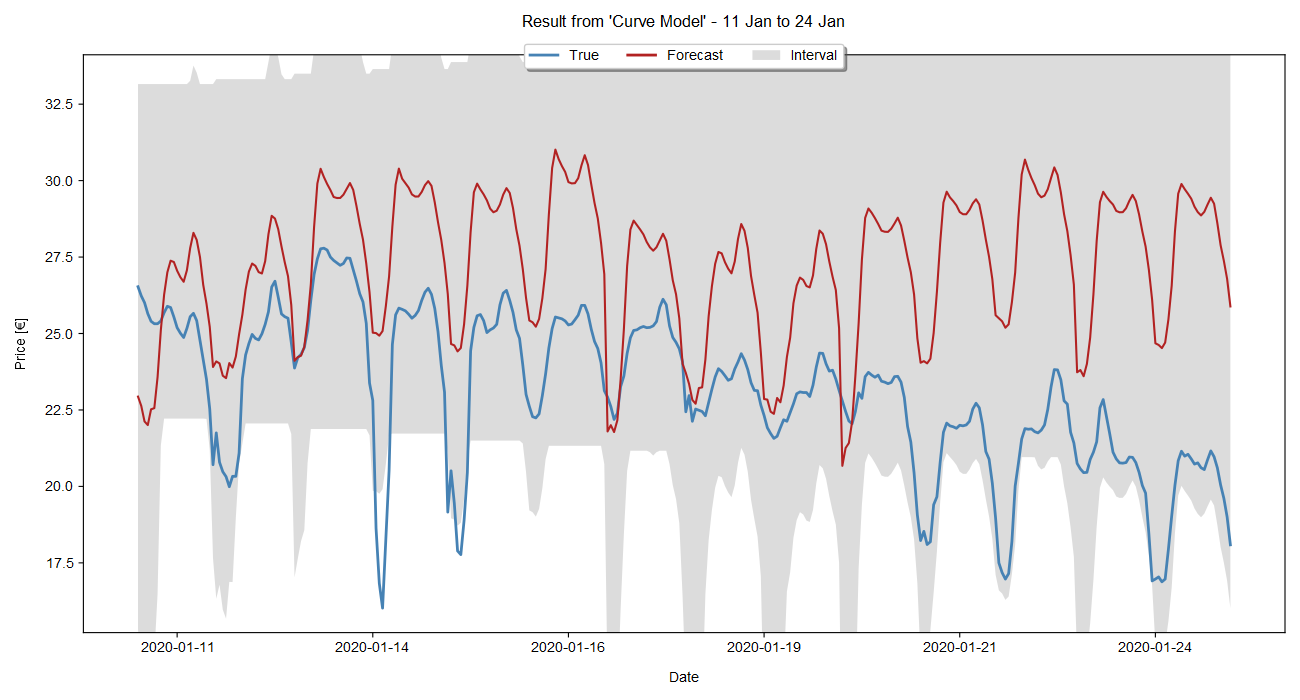 Result from 'Curve Model' - 11 Jan to 24 Jan
True Forecast Interval
32.5
30.0
27.5
25.0
22.5
20.0
17.5
Price [€]
2020-01-11 2020-01-14 2020-01-16 2020-01-19 2020-01-21 2020-01-24
Date